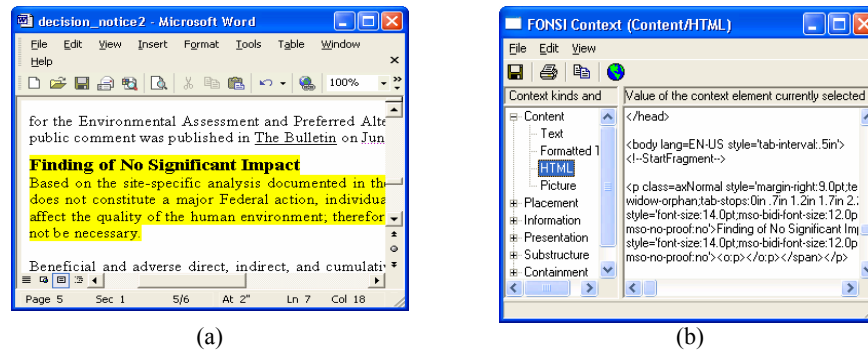 decision_notice2 - Microsoft Word
File Edit View Insert Format Tools Table Window
Help
100%
for the Environmental Assessment and Preferred Alte
public comment was published in The Bulletin on Jun
Finding of No Significant Impact
Based on the site-specific analysis documented in th
does not constitute a major Federal action, individua
affect the quality of the human environment; therefor
not be necessary.
Beneficial and adverse direct, indirect, and cumulati
Page 5 Sec 1 5/6 At 2" Ln 7 Col 18
(a)
FONSI Context (Content/HTML)
File Edit View
Context kinds and
Content
Text
Formatted T
HTML
Picture
Placement
Information
Presentation
Substructure
Containment
Value of the context element currently selected
</head>
<body lang=EN-US style='tab-interval:.5in'>
<!--StartFragment-->
<p class=axNormal style='margin-right:9.0pt;te
widow-orphan;tab-stops:0in .7in 1.2in 1.7in 2.
style='font-size:14.0pt;mso-bidi-font-size:12.0p
mso-no-proof:no'>Finding of No Significant Im
style='font-size:14.0pt;mso-bidi-font-size:12.0p
mso-no-proof:no'><o:p></o:p></span></p>
(b)